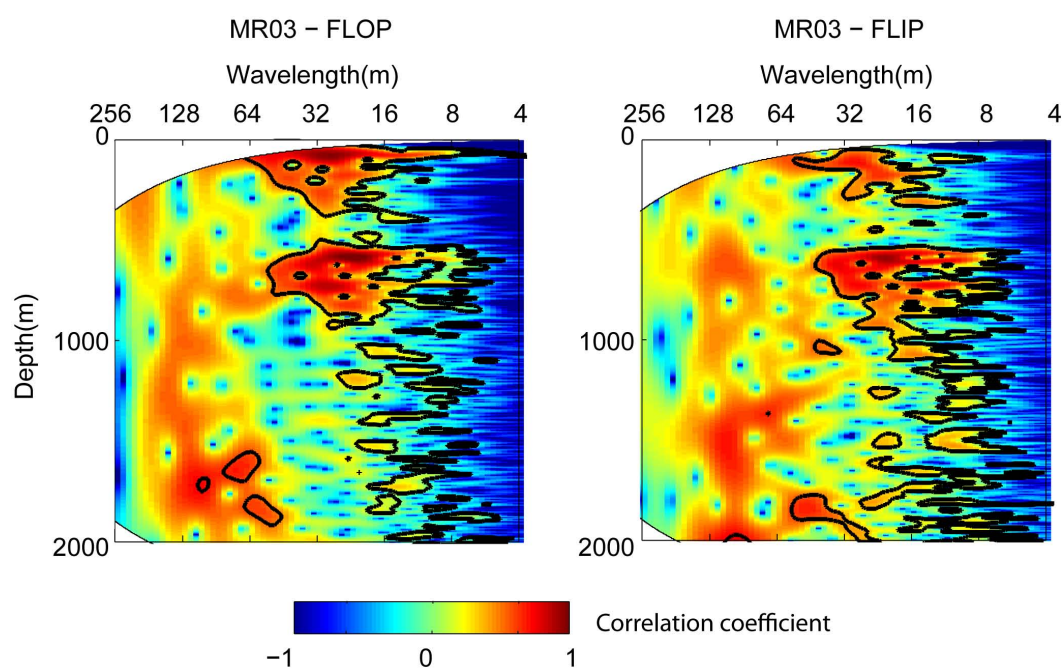 MR03 − FLOP
Wavelength(m)
256 128 64 32 16 8 4
0
1000
2000
Depth(m)
MR03 − FLIP
Wavelength(m)
256 128 64 32 16 8 4
0
1000
2000
Correlation coefficient
−1 0 1